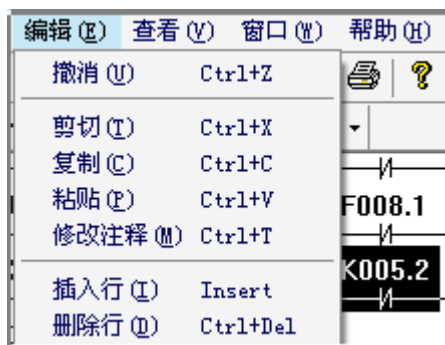 编辑(E) 查看(V) 窗口(W) 帮助(H)
撤消(U) Ctrl+Z
剪切(T) Ctrl+X
复制(C) Ctrl+C
粘贴(P) Ctrl+V
修改注释(M) Ctrl+T
插入行(I) Insert
删除行(D) Ctrl+Del
F008.1
K005.2